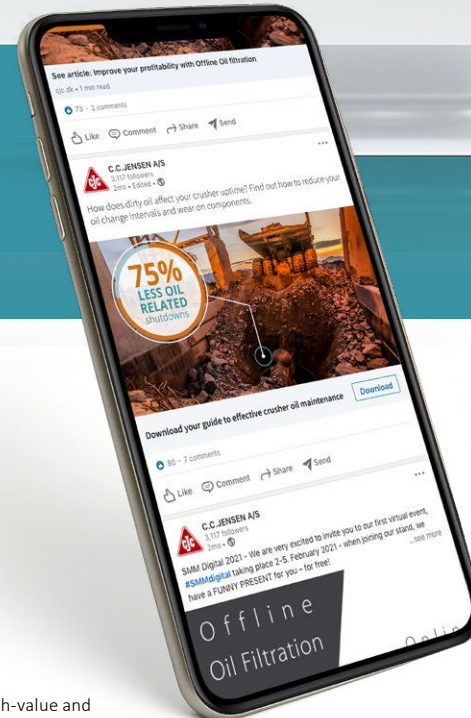 See article: Improve your profitability with Offline Oil filtration
cjc.dk • 1 min read
73 • 2 comments
Like Comment Share Send
...
cjc
C.C.JENSEN A/S
3,117 followers
2mo • Edited •
How does dirty oil affect your crusher uptime? Find out how to reduce your
oil change intervals and wear on components.
75%
LESS OIL
RELATED
shutdowns
Download your guide to effective crusher oil maintenance Download
80 • 7 comments
Like Comment Share Send
...
cjc
C.C.JENSEN A/S
3,117 followers
2mo •
SMM Digital 2021 - We are very excited to invite you to our first virtual event,
#SMMdigital taking place 2-5. February 2021 - when joining our stand, we
have a FUNNY PRESENT for you – for free! ...see more
Offline
Oil Filtration
h-value and